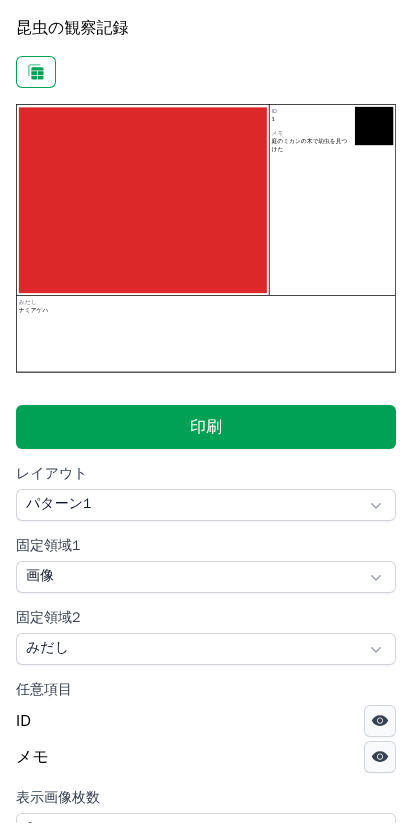 昆虫の観察記録
ID
1
メモ
庭のミカンの木で幼虫を見つ
けた
みだし
ナミアゲハ
印刷
レイアウト
パターン1
固定領域1
画像
固定領域2
みだし
任意項目
ID
メモ
表示画像枚数